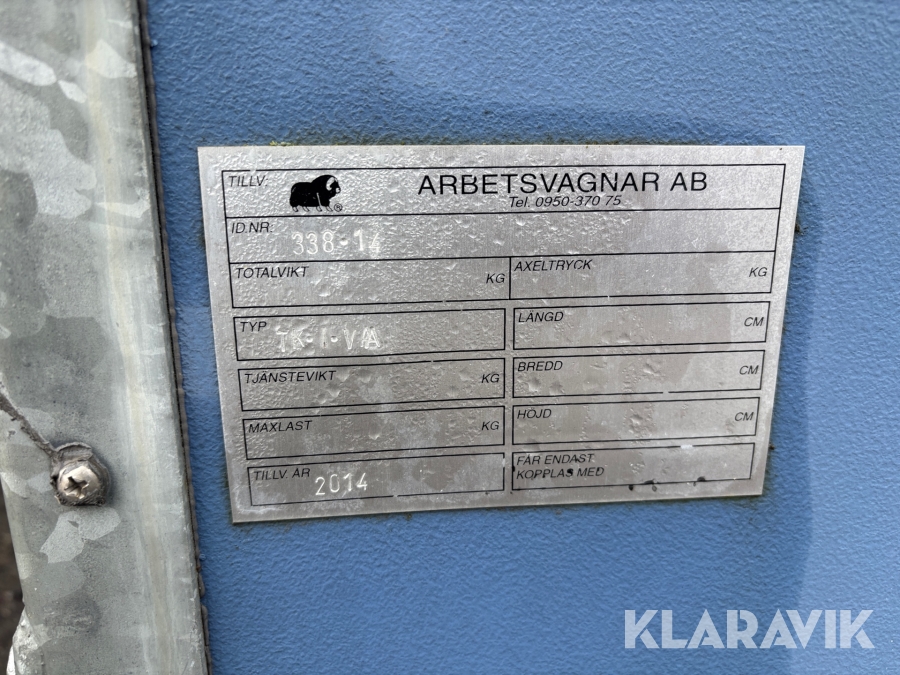 TILLV. ® ARBETSVAGNAR AB
Tel. 0950-370 75
ID.NR. 338-14
TOTALVIKT KG AXELTRYCK KG
TYP LÄNGD CM
TJÄNSTEVIKT KG BREDD CM
MAXLAST KG HÖJD CM
TILLV. ÅR 2014 FÅR ENDAST
KOPPLAS MED
KLARAVIK